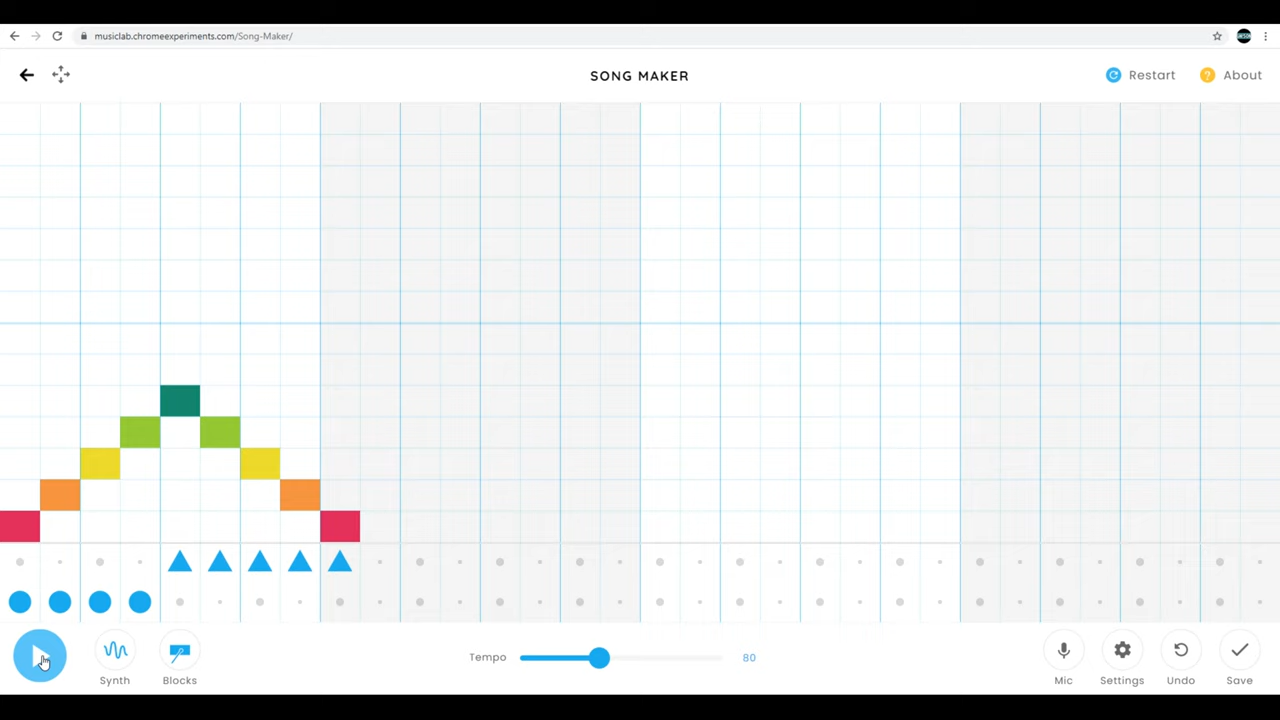 musiclab.chromeexperiments.com/Song-Maker/
SONG MAKER
Restart
About
Tempo
80
Synth
Blocks
Mic
Settings
Undo
Save